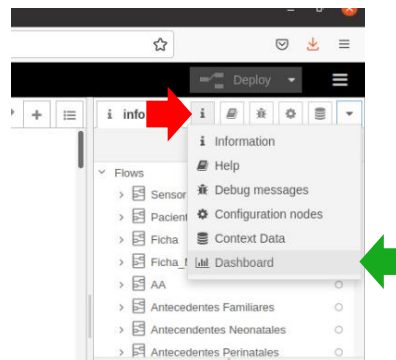 Deploy
i info
i
i Information
Flows
Help
Sensor
Debug messages
Pacient
Configuration nodes
Ficha
Context Data
Ficha_
Dashboard
AA
Antecedentes Familiares
Antecendentes Neonatales
Antecedentes Perinatales